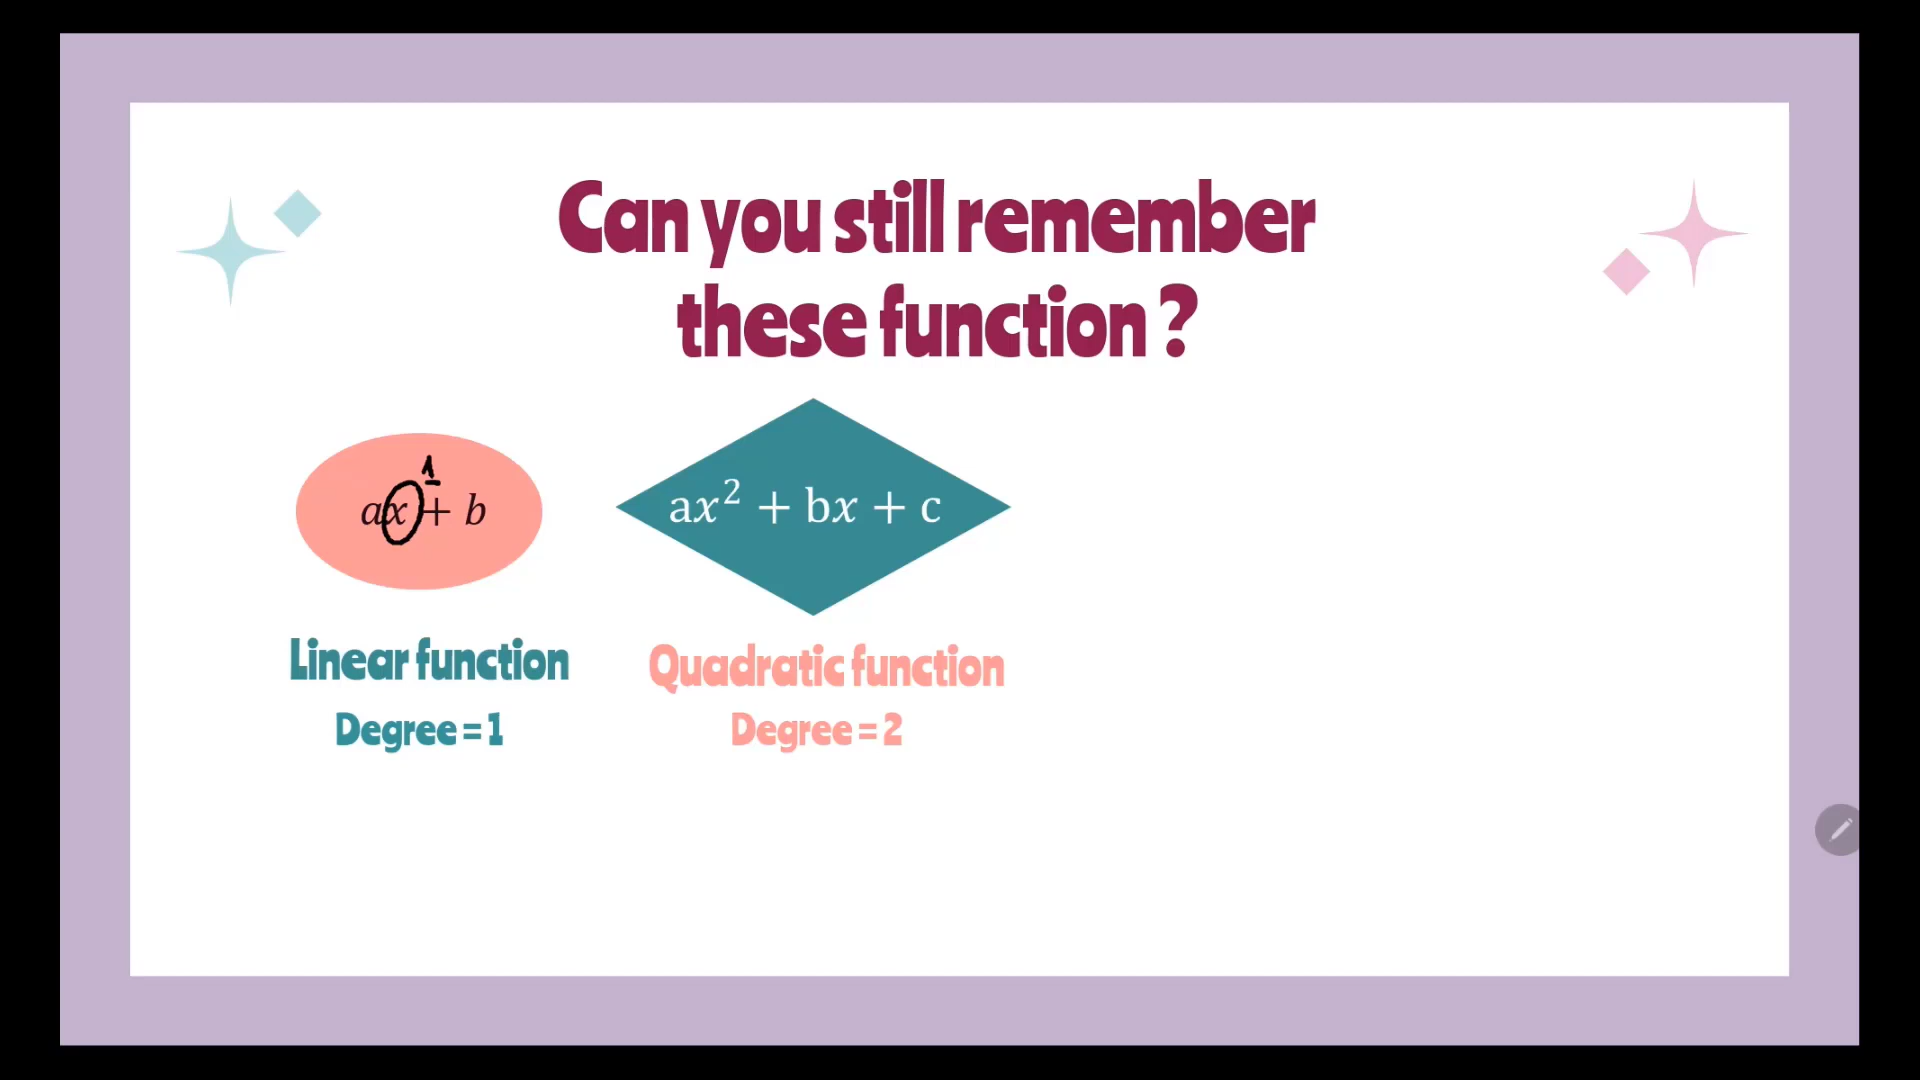 Can you still remember
these function ?
1
ax + b
ax² + bx + c
Linear function
Quadratic function
Degree = 1
Degree = 2